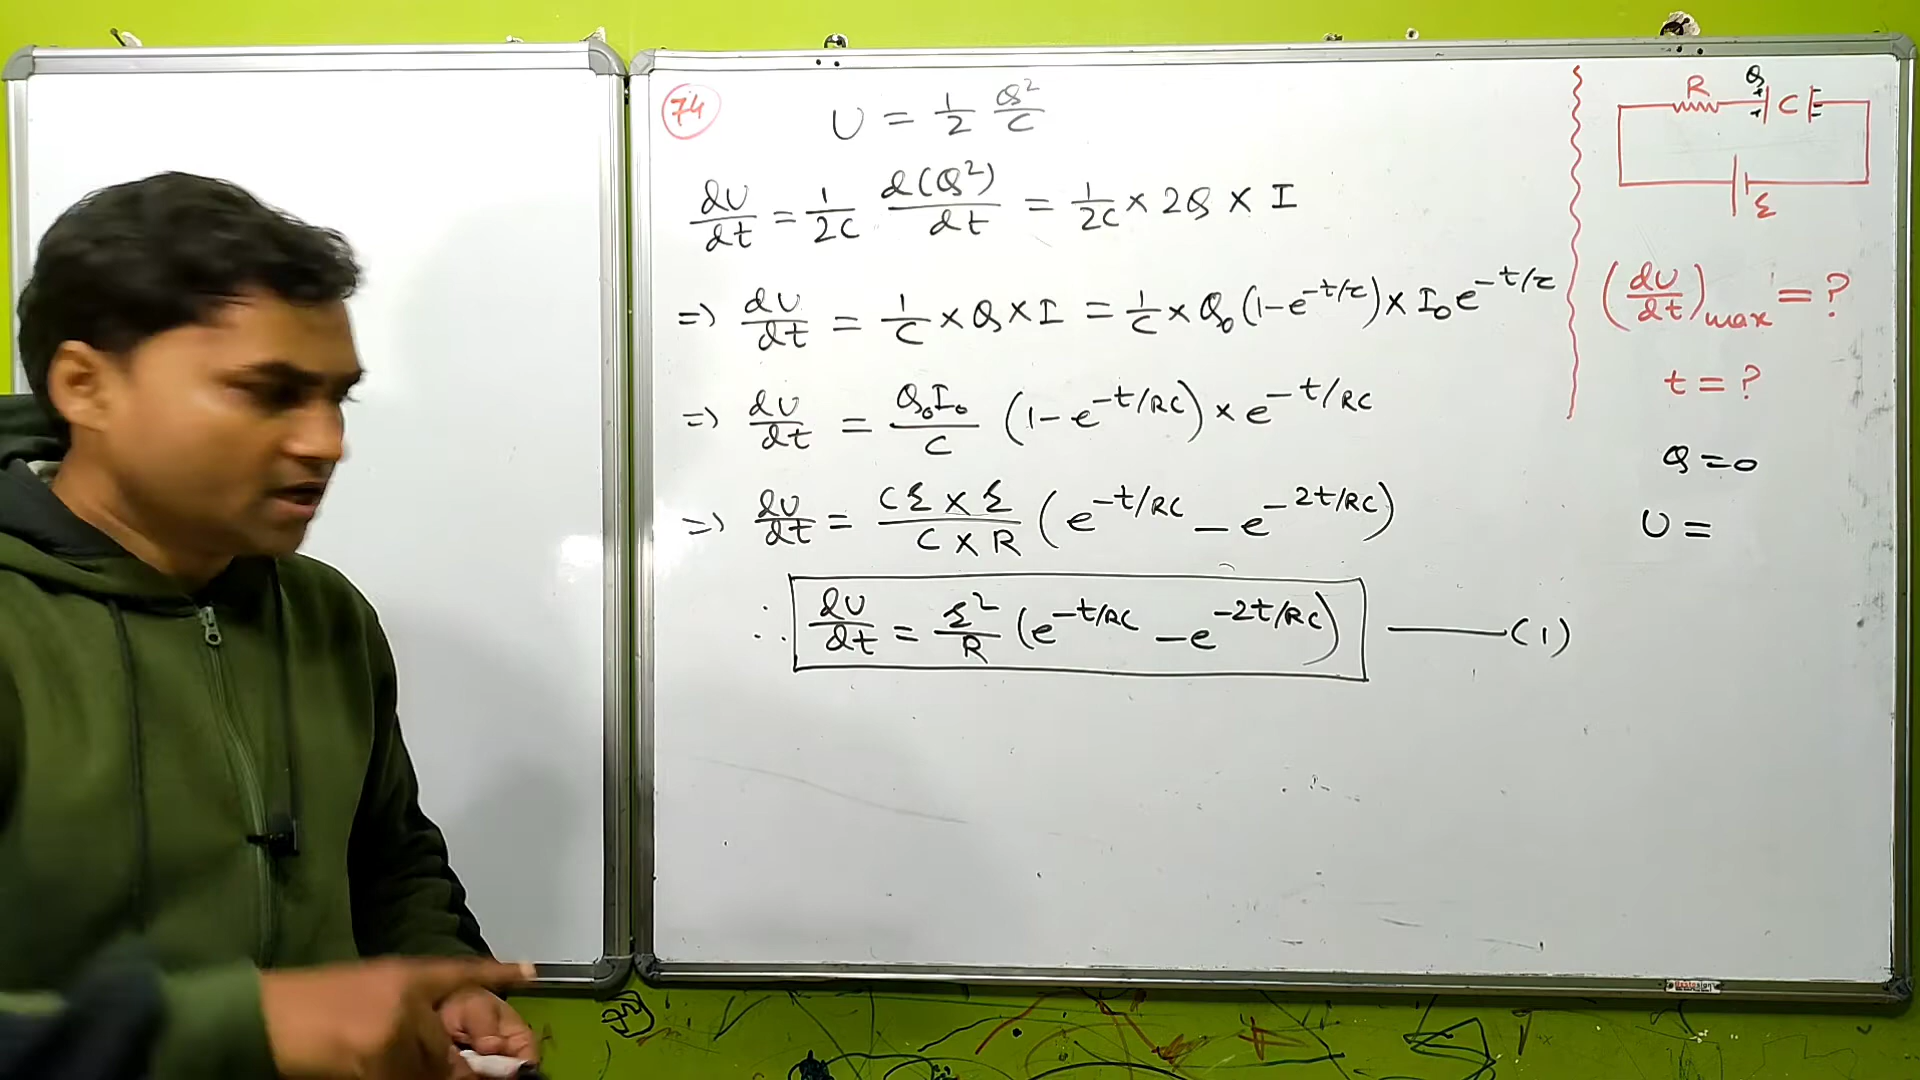 74
U = 1/2 Q²/C
dU/dt = 1/2C d(Q²)/dt = 1/2C × 2Q × I
=> dU/dt = 1/C × Q × I = 1/C × Q₀ (1-e^-t/τ) × I₀e^-t/τ
=> dU/dt = Q₀I₀/C (1-e^-t/RC) × e^-t/RC
=> dU/dt = Cε × ε/C × R (e^-t/RC - e^-2t/RC)
∴ dU/dt = ε²/R (e^-t/RC - e^-2t/RC) ——— (1)
Q
R C
ε
(dU/dt)max = ?
t = ?
Q = 0
U =